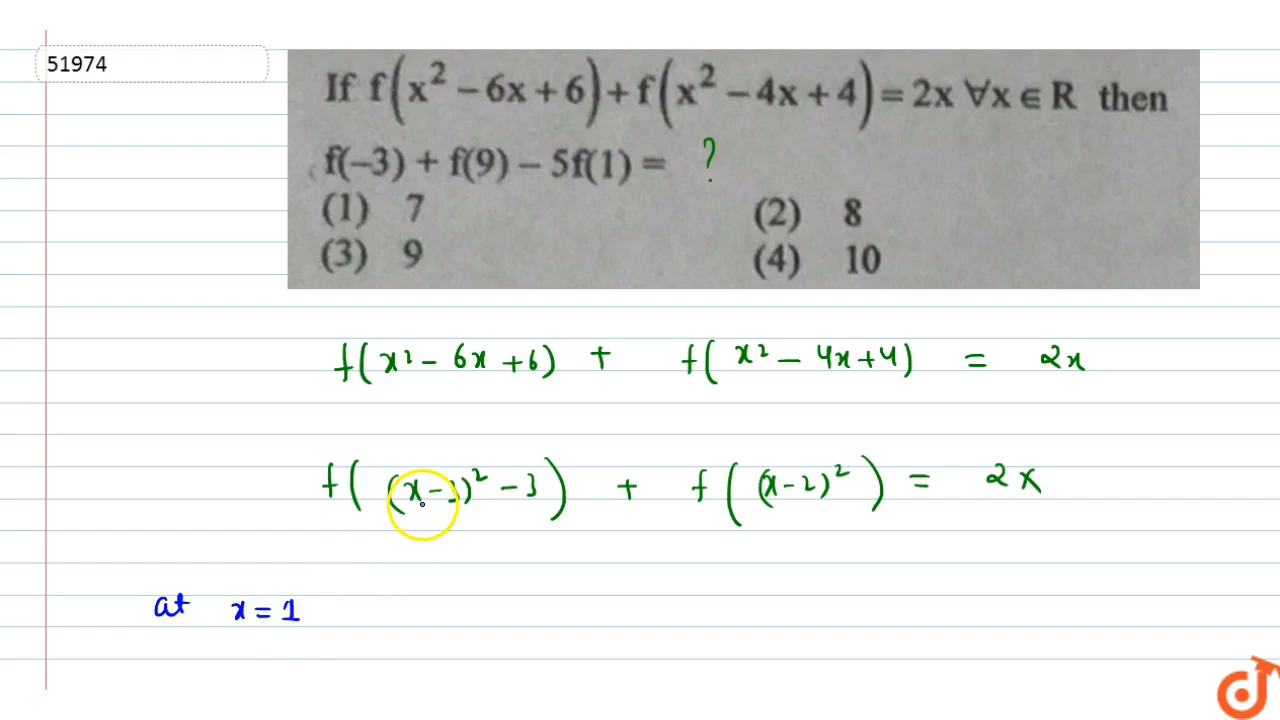 51974
If f(x² – 6x + 6) + f(x² – 4x + 4) = 2x ∀x ∈ R then
f(–3) + f(9) – 5f(1) = ?
(1) 7 (2) 8
(3) 9 (4) 10
f(x² – 6x + 6) + f(x² – 4x + 4) = 2x
f((x – 3)² – 3) + f((x – 2)²) = 2x
at x = 1